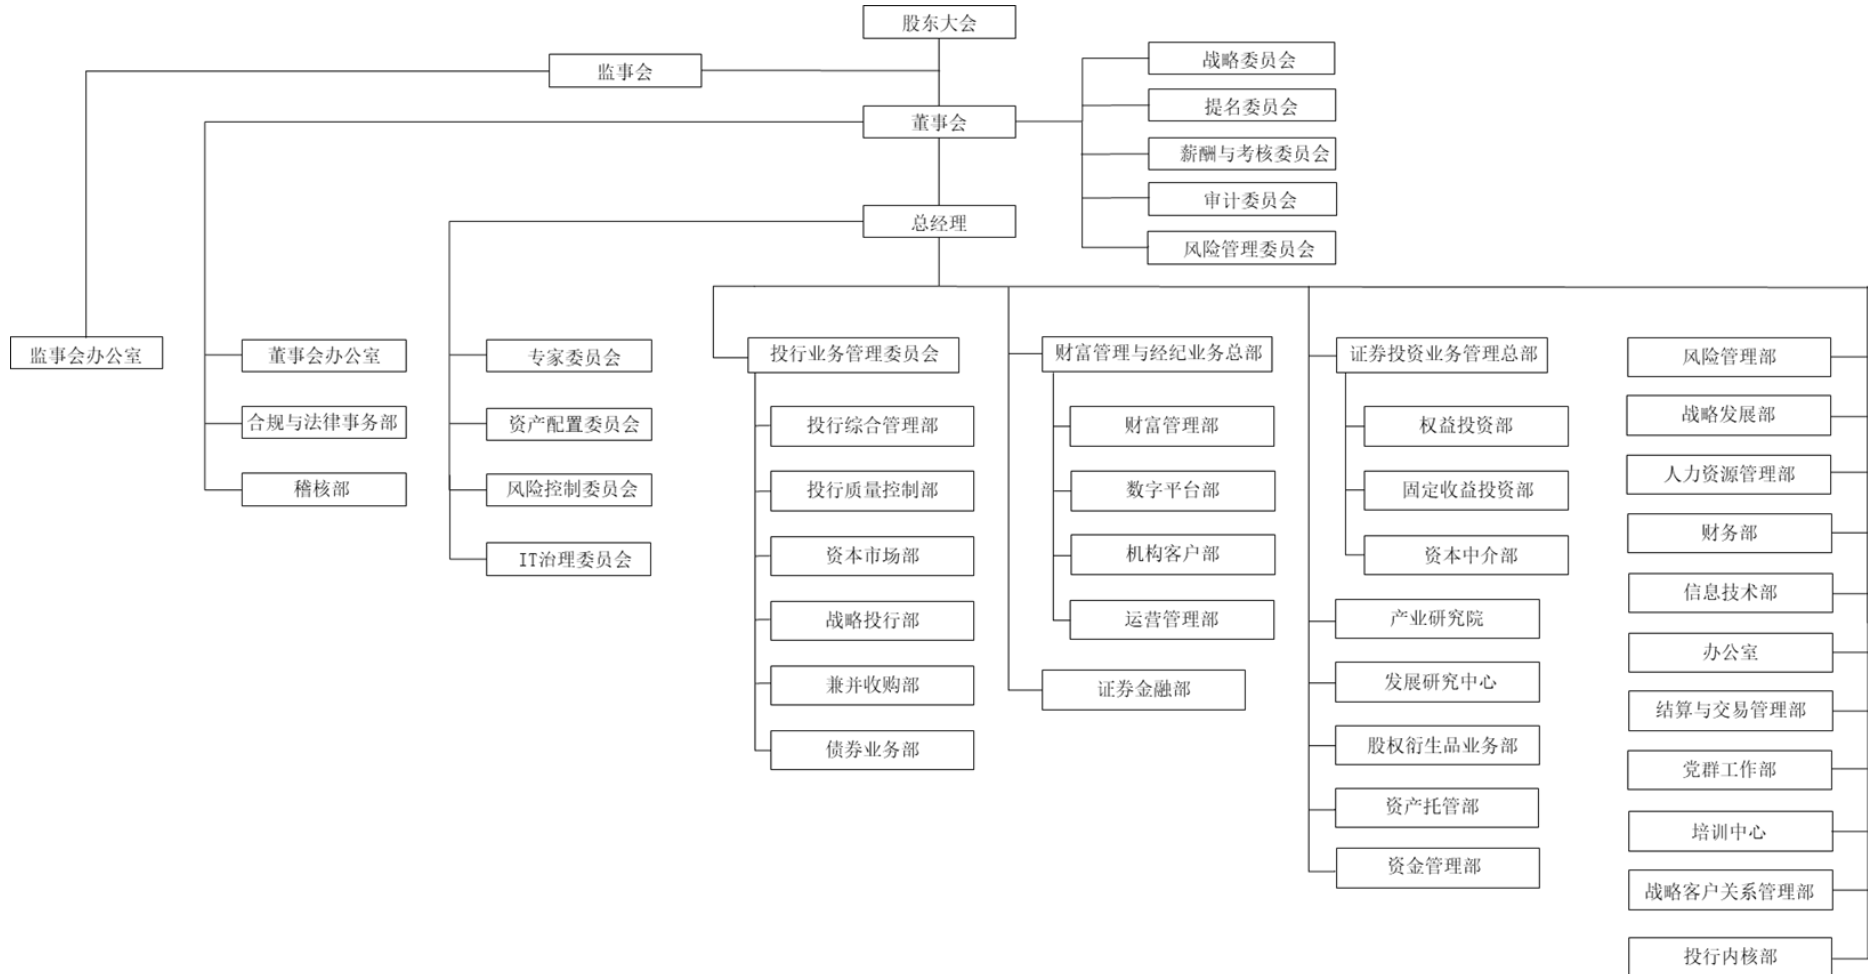 股东大会
监事会
董事会
战略委员会
提名委员会
薪酬与考核委员会
审计委员会
风险管理委员会
总经理
监事会办公室
董事会办公室
合规与法律事务部
稽核部
专家委员会
资产配置委员会
风险控制委员会
IT治理委员会
投行业务管理委员会
投行综合管理部
投行质量控制部
资本市场部
战略投行部
兼并收购部
债券业务部
财富管理与经纪业务总部
财富管理部
数字平台部
机构客户部
运营管理部
证券金融部
证券投资业务管理总部
权益投资部
固定收益投资部
资本中介部
产业研究院
发展研究中心
股权衍生品业务部
资产托管部
资金管理部
风险管理部
战略发展部
人力资源管理部
财务部
信息技术部
办公室
结算与交易管理部
党群工作部
培训中心
战略客户关系管理部
投行内核部